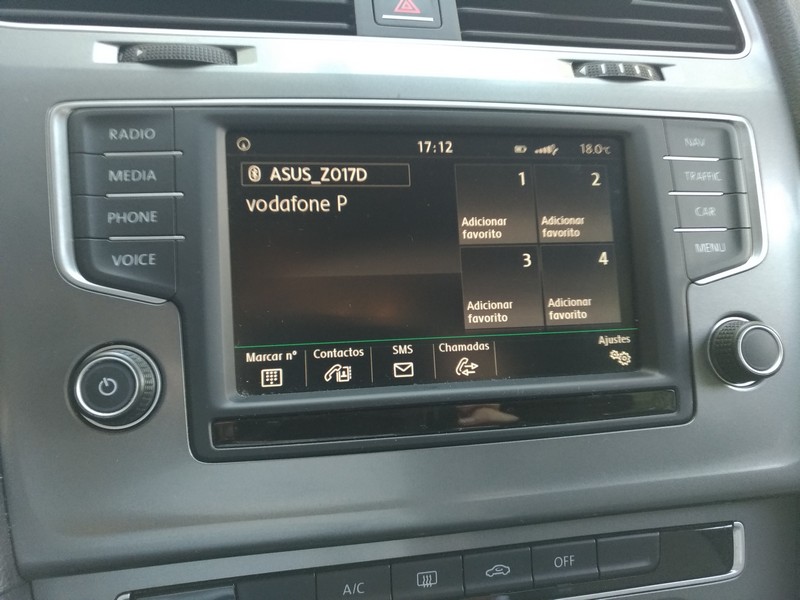 RADIO
MEDIA
PHONE
VOICE
17:12
18.0°C
ASUS_Z017D
vodafone P
1
Adicionar
favorito
2
Adicionar
favorito
3
Adicionar
favorito
4
Adicionar
favorito
Marcar nº
Contactos
SMS
Chamadas
Ajustes
NAV
TRAFFIC
CAR
MENU
A/C
OFF